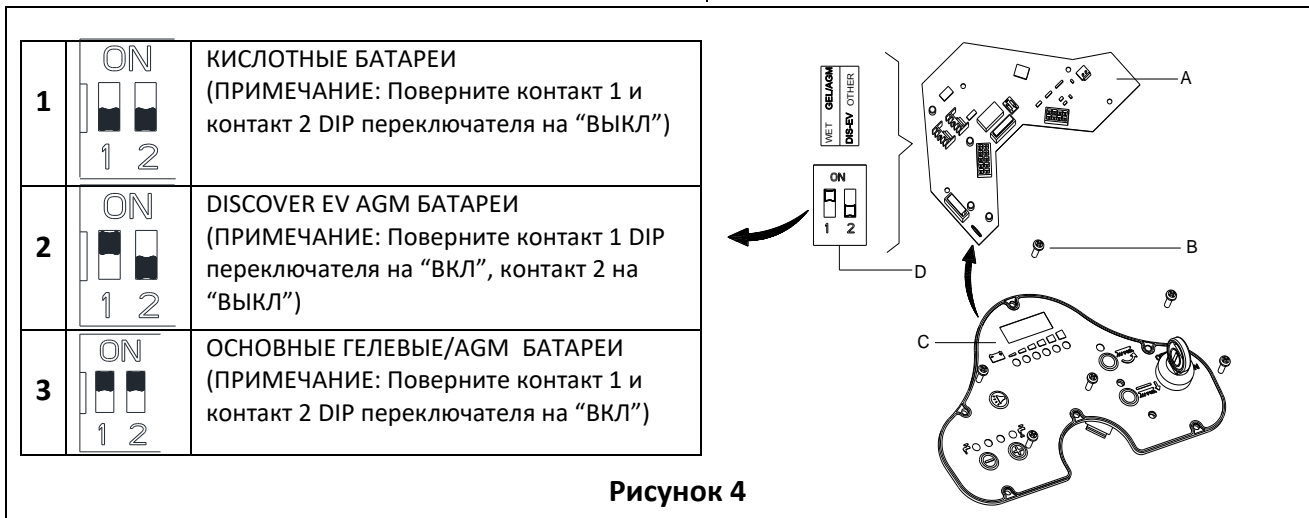 1
ON
1 2
КИСЛОТНЫЕ БАТАРЕИ
(ПРИМЕЧАНИЕ: Поверните контакт 1 и
контакт 2 DIP переключателя на “ВЫКЛ”)
2
ON
1 2
DISCOVER EV AGM БАТАРЕИ
(ПРИМЕЧАНИЕ: Поверните контакт 1 DIP
переключателя на “ВКЛ”, контакт 2 на
“ВЫКЛ”)
3
ON
1 2
ОСНОВНЫЕ ГЕЛЕВЫЕ/AGM БАТАРЕИ
(ПРИМЕЧАНИЕ: Поверните контакт 1 и
контакт 2 DIP переключателя на “ВКЛ”)
WET GEL/AGM
DIS-EV OTHER
ON
1 2
D
A
B
C
Рисунок 4